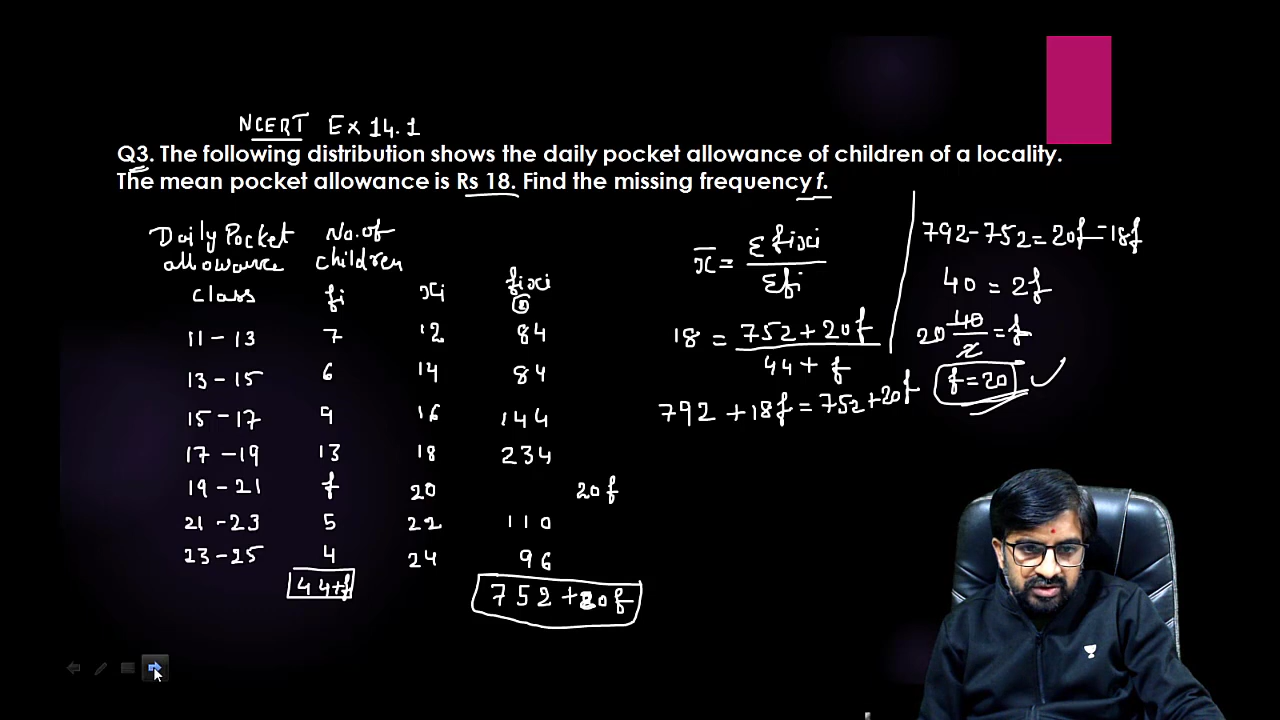 NCERT Ex 14.1
Q3. The following distribution shows the daily pocket allowance of children of a locality.
The mean pocket allowance is Rs 18. Find the missing frequency f.
Daily Pocket allowance No. of children
class fi xi fixi
11 - 13 7 12 84
13 - 15 6 14 84
15 - 17 9 16 144
17 - 19 13 18 234
19 - 21 f 20 20f
21 - 23 5 22 110
23 - 25 4 24 96
44+f 752 + 20f
x̄ = Σfixi / Σfi
18 = 752 + 20f / 44 + f
792 + 18f = 752 + 20f
792 - 752 = 20f - 18f
40 = 2f
20 40/2 = f
f = 20